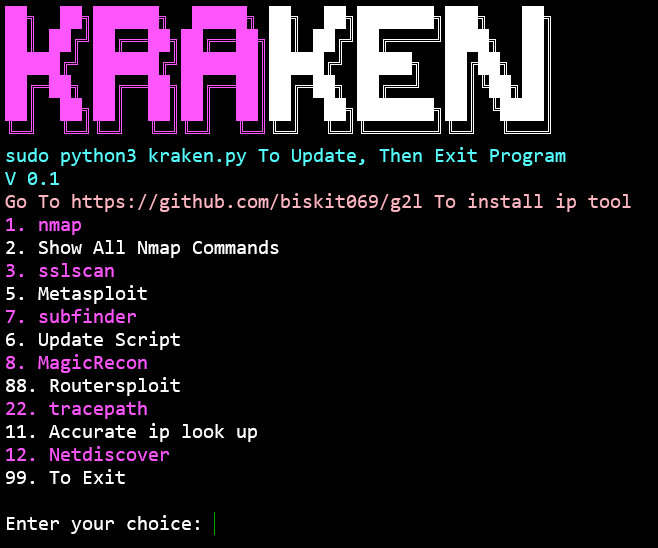 KRAKEN
sudo python3 kraken.py To Update, Then Exit Program
V 0.1
Go To https://github.com/biskit069/g2l To install ip tool
1. nmap
2. Show All Nmap Commands
3. sslscan
5. Metasploit
7. subfinder
6. Update Script
8. MagicRecon
88. Routersploit
22. tracepath
11. Accurate ip look up
12. Netdiscover
99. To Exit
Enter your choice: